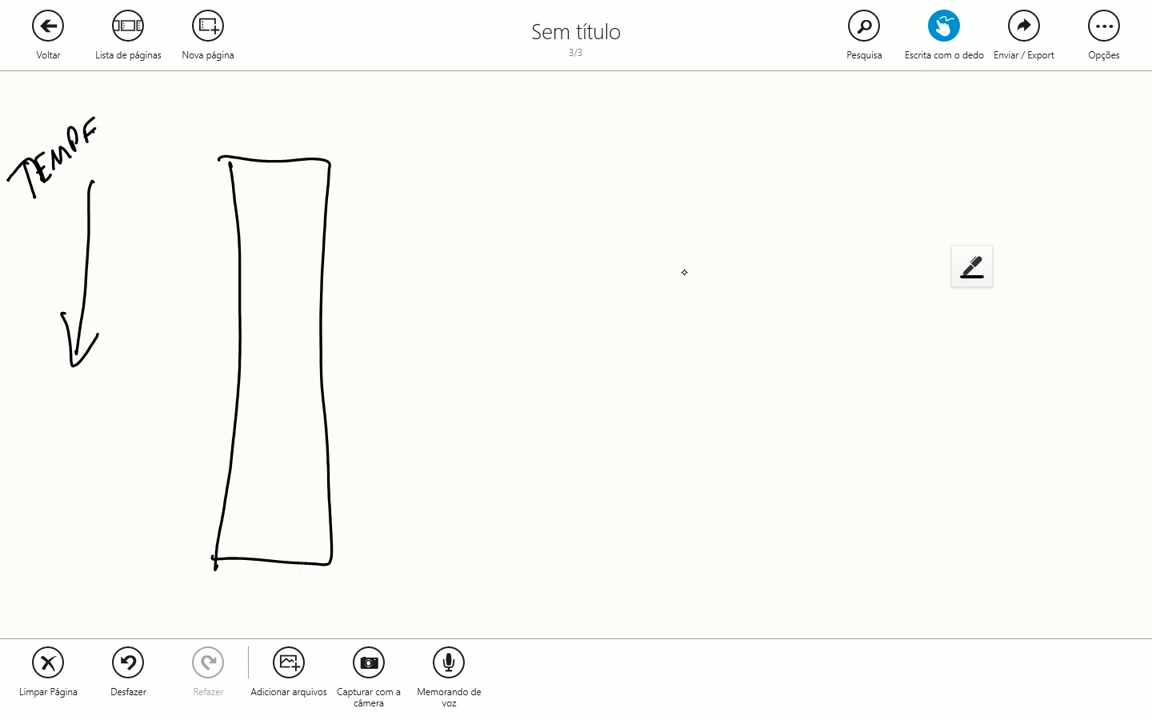 Sem título
3/3
Voltar
Lista de páginas
Nova página
Pesquisa
Escrita com o dedo
Enviar / Export
Opções
TEMPE
Limpar Página
Desfazer
Refazer
Adicionar arquivos
Capturar com a
câmera
Memorando de
voz